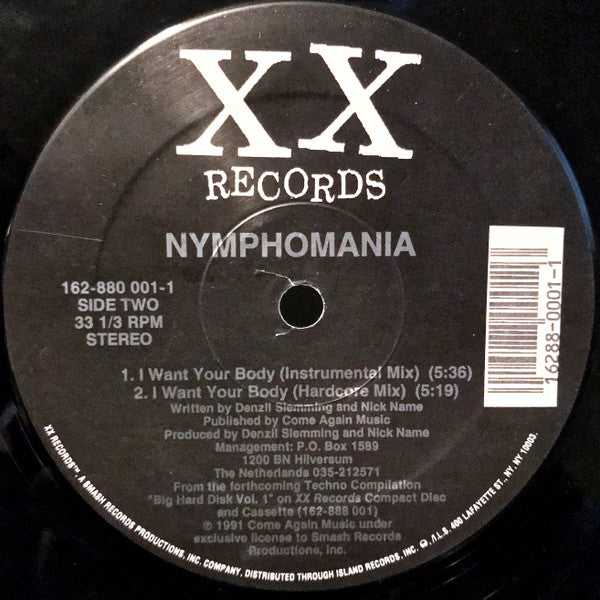 XX
RECORDS
NYMPHOMANIA
162-880 001-1
SIDE TWO
33 1/3 RPM
STEREO
16288-0001-1
1. I Want Your Body (Instrumental Mix) (5:36)
2. I Want Your Body (Hardcore Mix) (5:19)
Written by Denzil Slemming and Nick Name
Published by Come Again Music
Produced by Denzil Slemming and Nick Name
Management: P.O. Box 1589
1200 BN Hilversum
The Netherlands 035-212571
From the forthcoming Techno Compilation
"Big Hard Disk Vol. 1" on XX Records Compact Disc
and Cassette (162-888 001)
© 1991 Come Again Music under
exclusive license to Smash Records
Productions, Inc.
XX RECORDS™, A SMASH RECORDS PRODUCTIONS, INC. COMPANY, DISTRIBUTED THROUGH ISLAND RECORDS, INC. Λ.L.S. 400 LAFAYETTE ST, NY, NY 10003.